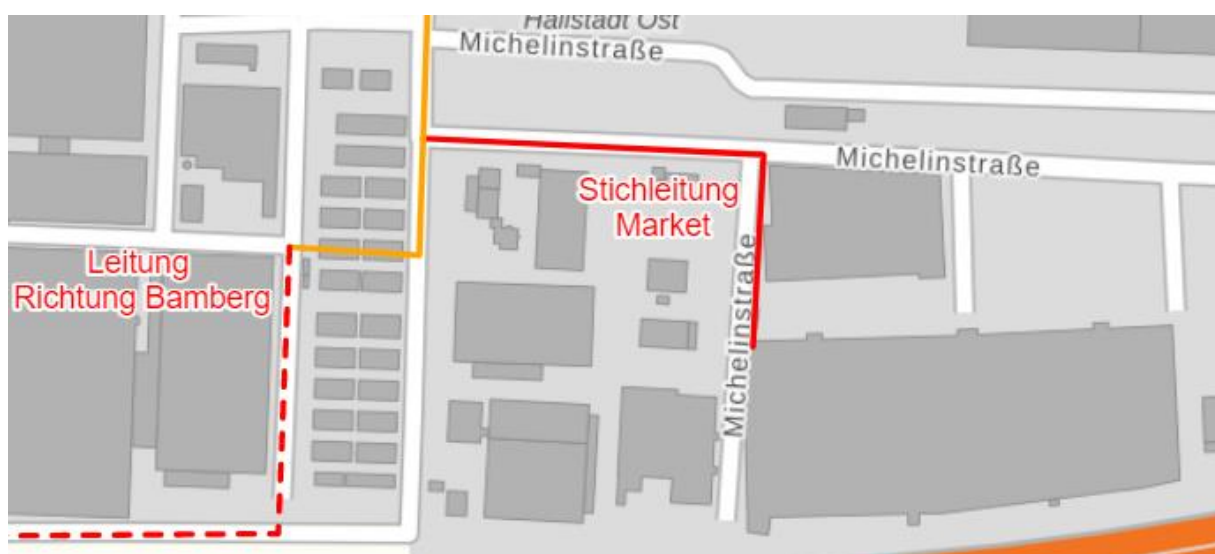 Hallstadt Ost
Michelinstraße
Michelinstraße
Stichleitung
Market
Michelinstraße
Leitung
Richtung Bamberg